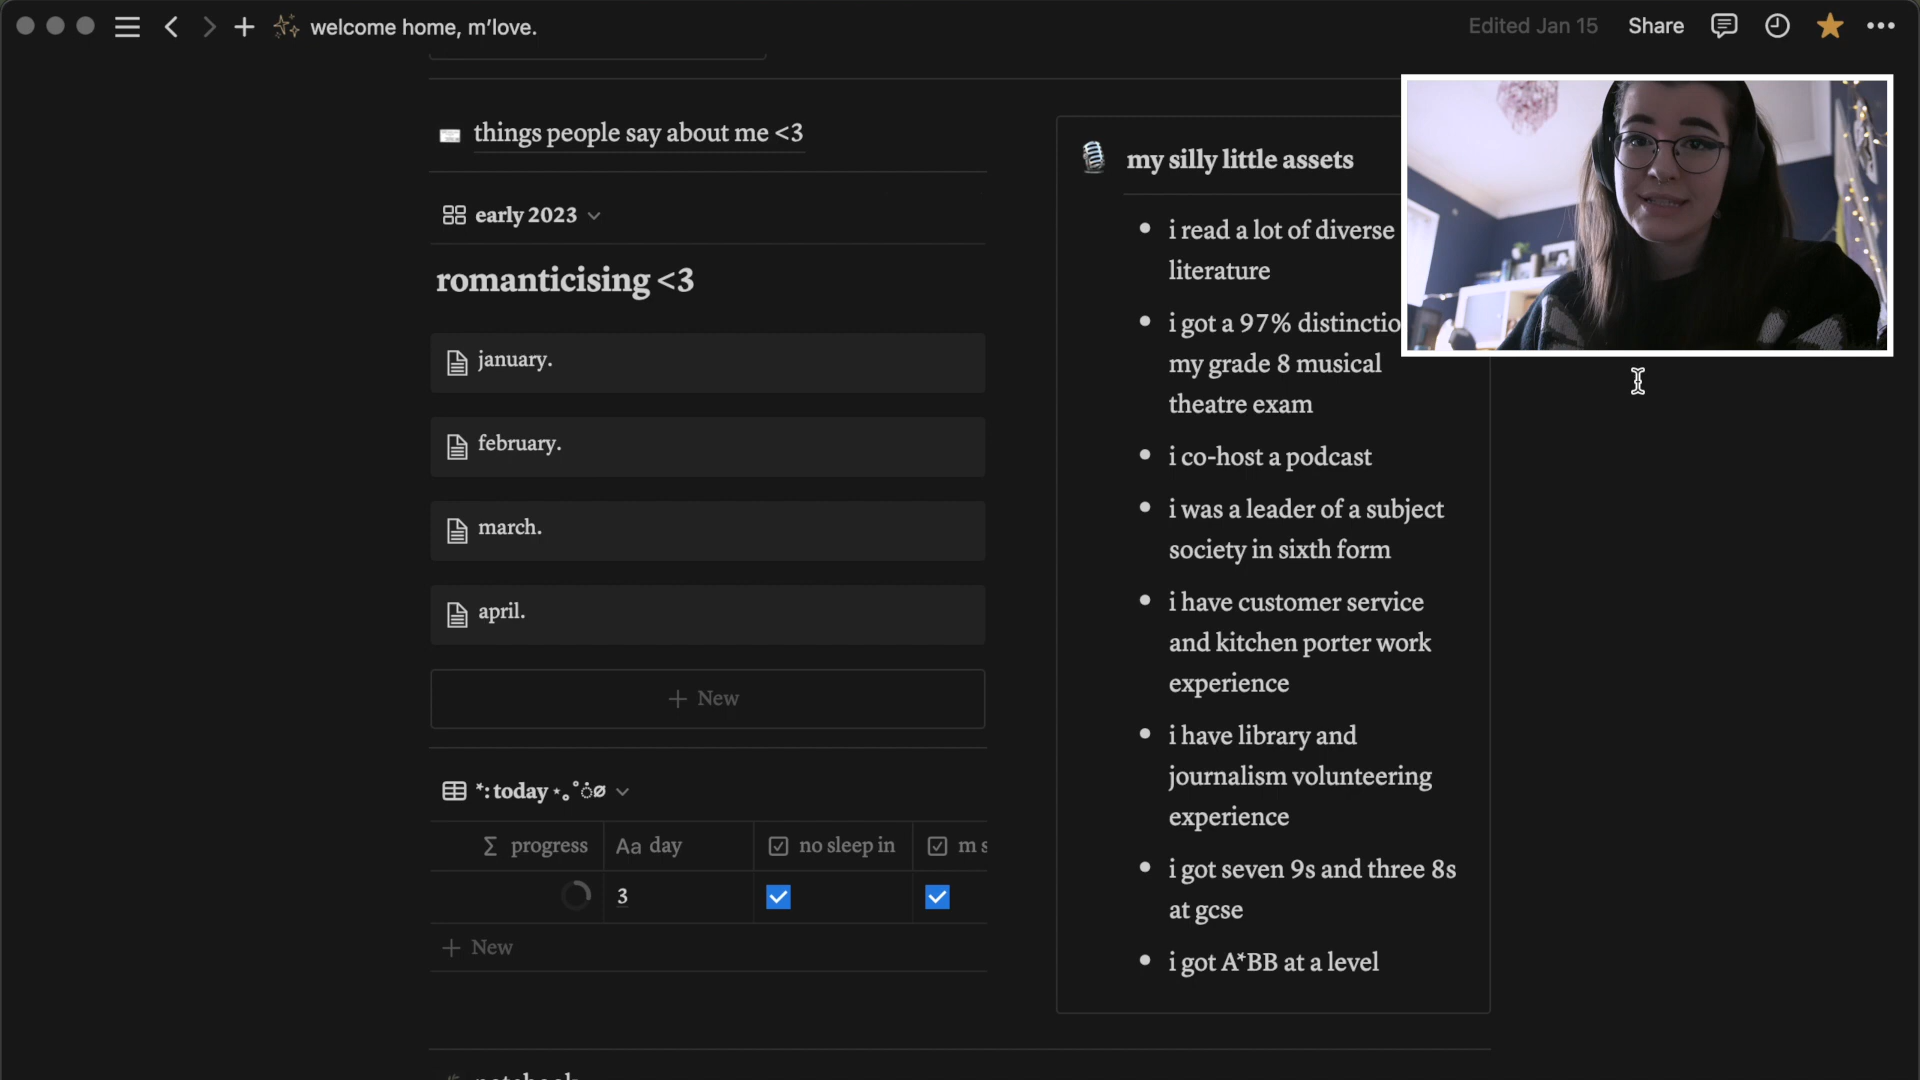 welcome home, m’love.
Edited Jan 15
Share
things people say about me <3
early 2023
romanticising <3
january.
february.
march.
april.
New
*: today ⋆｡˚
progress
Aa day
no sleep in
m s
3
New
my silly little assets
i read a lot of diverse
literature
i got a 97%
my grade 8 musical
theatre exam
i co-host a podcast
i was a leader of a subject
society in sixth form
i have customer service
and kitchen porter work
experience
i have library and
journalism volunteering
experience
i got seven 9s and three 8s
at gcse
i got A*BB at a level